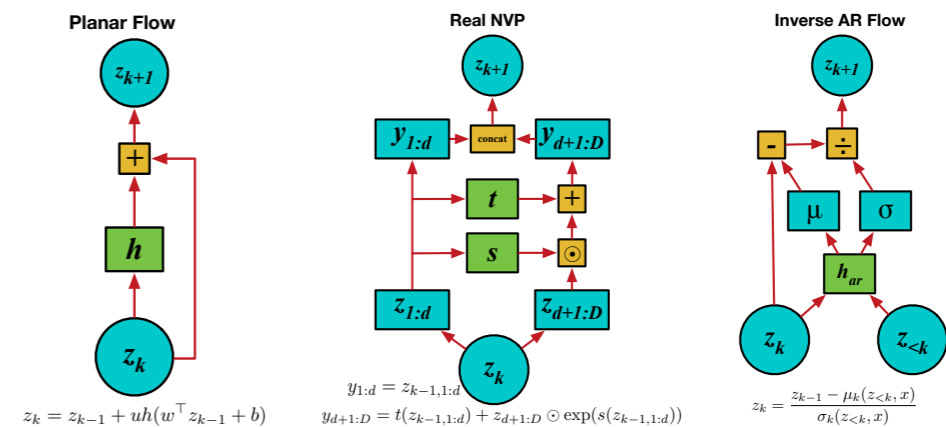 Planar Flow
z_{k+1}
+
h
z_k
z_k = z_{k-1} + uh(w^⊤ z_{k-1} + b)
Real NVP
z_{k+1}
y_{1:d} concat y_{d+1:D}
t +
s ⊙
z_{1:d} z_{d+1:D}
z_k
y_{1:d} = z_{k-1,1:d}
y_{d+1:D} = t(z_{k-1,1:d}) + z_{d+1:D} ⊙ exp(s(z_{k-1,1:d}))
Inverse AR Flow
z_{k+1}
- ÷
μ σ
h_{ar}
z_k z_{<k}
z_k = \frac{z_{k-1} - μ_k(z_{<k}, x)}{σ_k(z_{<k}, x)}